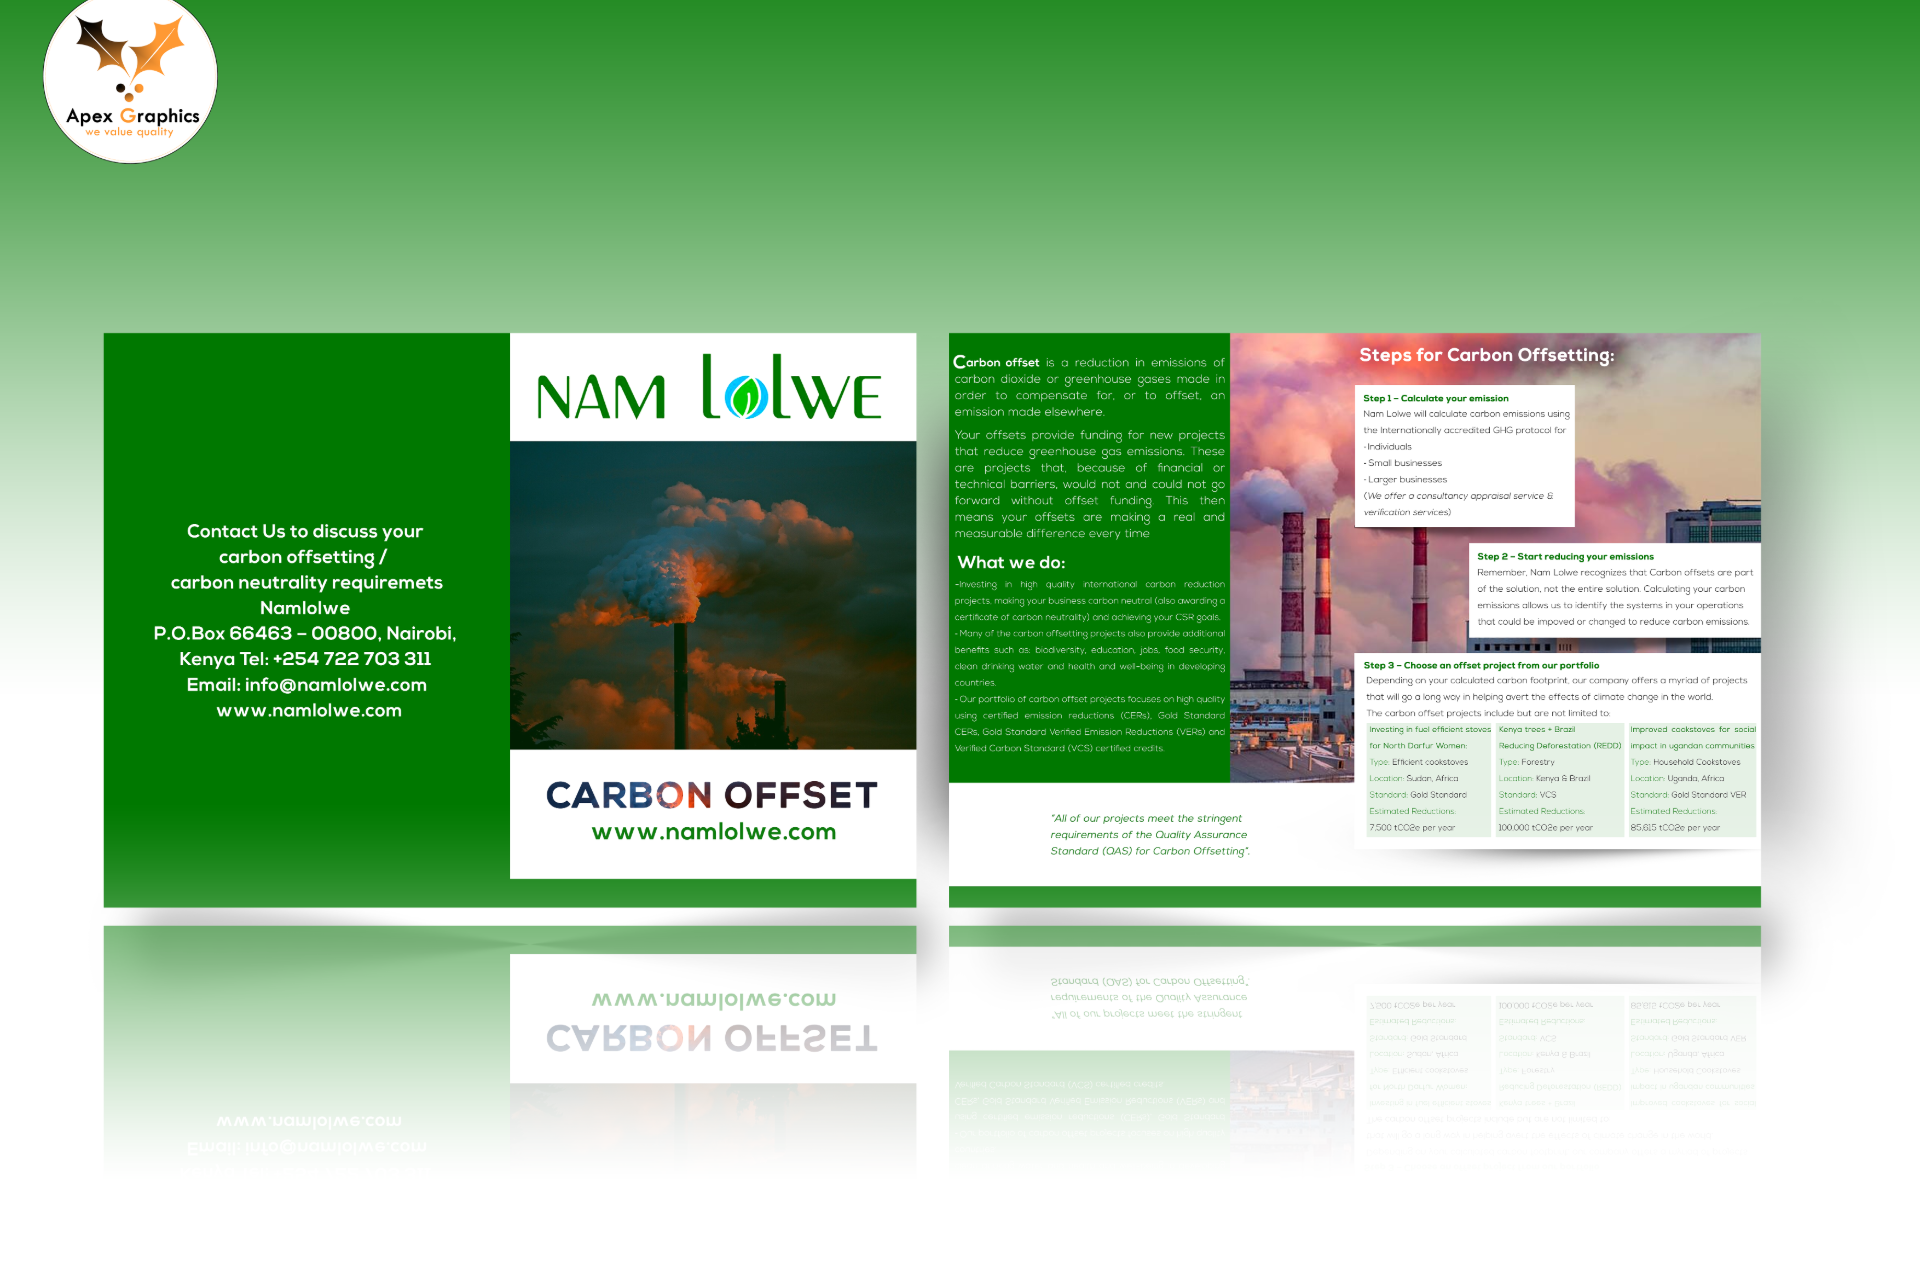 Apex Graphics
we value quality
Contact Us to discuss your
carbon offsetting /
carbon neutrality requiremets
Namlolwe
P.O.Box 66463 – 00800, Nairobi,
Kenya Tel: +254 722 703 311
Email: info@namlolwe.com
www.namlolwe.com
NAM lolWE
CARBON OFFSET
www.namlolwe.com
Carbon offset is a reduction in emissions of
carbon dioxide or greenhouse gases made in
order to compensate for, or to offset, an
emission made elsewhere.
Your offsets provide funding for new projects
that reduce greenhouse gas emissions. These
are projects that, because of financial or
technical barriers, would not and could not go
forward without offset funding. This then
means your offsets are making a real and
measurable difference every time
What we do:
-Investing in high quality international carbon reduction
projects, making your business carbon neutral (also awarding a
certificate of carbon neutrality) and achieving your CSR goals.
- Many of the carbon offsetting projects also provide additional
benefits such as: biodiversity, education, jobs, food security,
clean drinking water and health and well-being in developing
countries.
- Our portfolio of carbon offset projects focuses on high quality
using certified emission reductions (CERs), Gold Standard
CERs, Gold Standard Verified Emission Reductions (VERs) and
Verified Carbon Standard (VCS) certified credits.
"All of our projects meet the stringent
requirements of the Quality Assurance
Standard (QAS) for Carbon Offsetting".
Steps for Carbon Offsetting:
Step 1 – Calculate your emission
Nam Lolwe will calculate carbon emissions using
the Internationally accredited GHG protocol for
- Individuals
- Small businesses
- Larger businesses
(We offer a consultancy appraisal service &
verification services)
Step 2 – Start reducing your emissions
Remember, Nam Lolwe recognizes that Carbon offsets are part
of the solution, not the entire solution. Calculating your carbon
emissions allows us to identify the systems in your operations
that could be impoved or changed to reduce carbon emissions.
Step 3 – Choose an offset project from our portfolio
Depending on your calculated carbon footprint, our company offers a myriad of projects
that will go a long way in helping avert the effects of climate change in the world.
The carbon offset projects include but are not limited to:
Investing in fuel efficient stoves
for North Darfur Women:
Type: Efficient cookstoves
Location: Sudan, Africa
Standard: Gold Standard
Estimated Reductions:
7,500 tCO2e per year
Kenya trees + Brazil
Reducing Deforestation (REDD)
Type: Forestry
Location: Kenya & Brazil
Standard: VCS
Estimated Reductions:
100,000 tCO2e per year
Improved cookstoves for social
impact in ugandan communities
Type: Household Cookstoves
Location: Uganda, Africa
Standard: Gold Standard VER
Estimated Reductions:
85,615 tCO2e per year